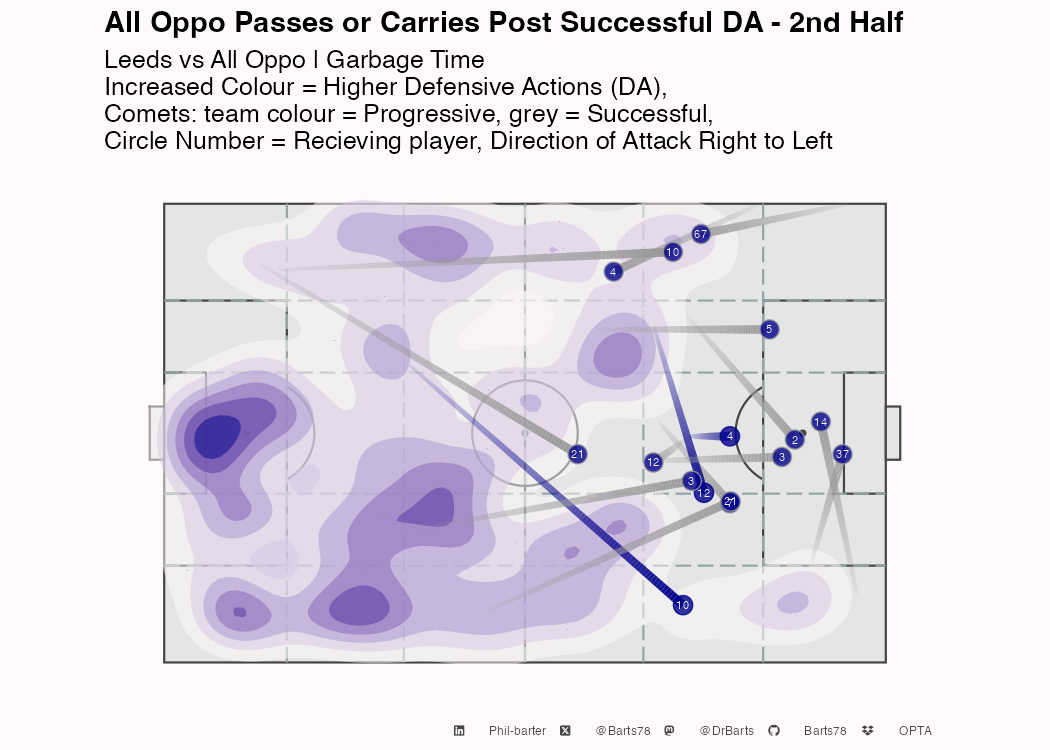 All Oppo Passes or Carries Post Successful DA - 2nd Half
Leeds vs All Oppo | Garbage Time
Increased Colour = Higher Defensive Actions (DA),
Comets: team colour = Progressive, grey = Successful,
Circle Number = Recieving player, Direction of Attack Right to Left
67
10
4
5
14
4
2
21
37
3
12
3
12
21
10
Phil-barter @Barts78 @DrBarts Barts78 OPTA